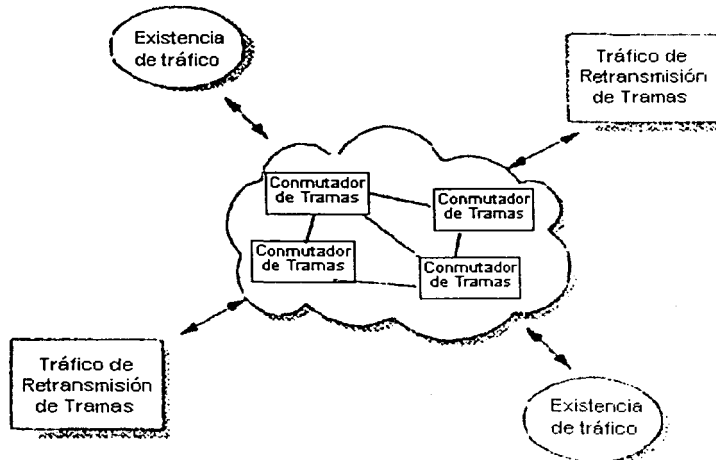 Existencia
de tráfico
Tráfico de
Retransmisión
de Tramas
Conmutador
de Tramas
Conmutador
de Tramas
Conmutador
de Tramas
Conmutador
de Tramas
Tráfico de
Retransmisión
de Tramas
Existencia
de tráfico